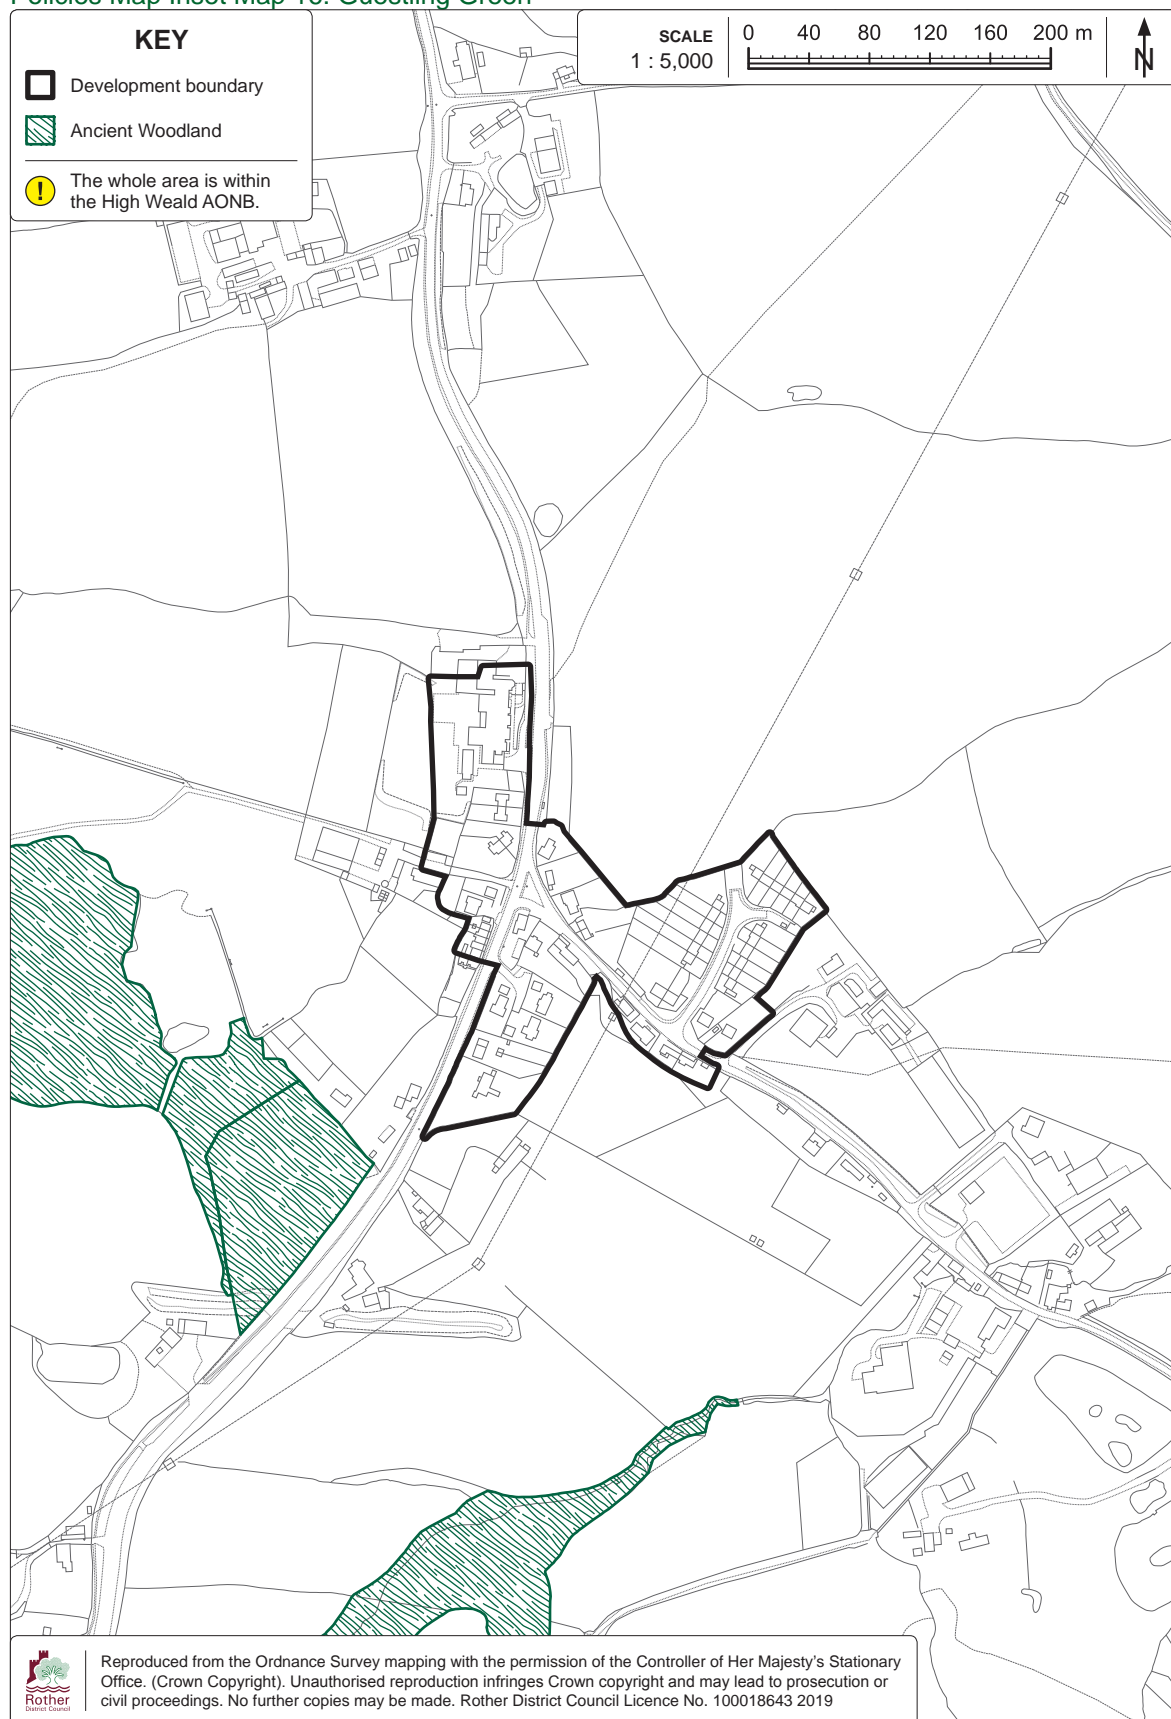 KEY
Development boundary
Ancient Woodland
!
The whole area is within
the High Weald AONB.
SCALE
1 : 5,000
0 40 80 120 160 200 m
N
Reproduced from the Ordnance Survey mapping with the permission of the Controller of Her Majesty's Stationary
Office. (Crown Copyright). Unauthorised reproduction infringes Crown copyright and may lead to prosecution or
civil proceedings. No further copies may be made. Rother District Council Licence No. 100018643 2019
Rother
District Council